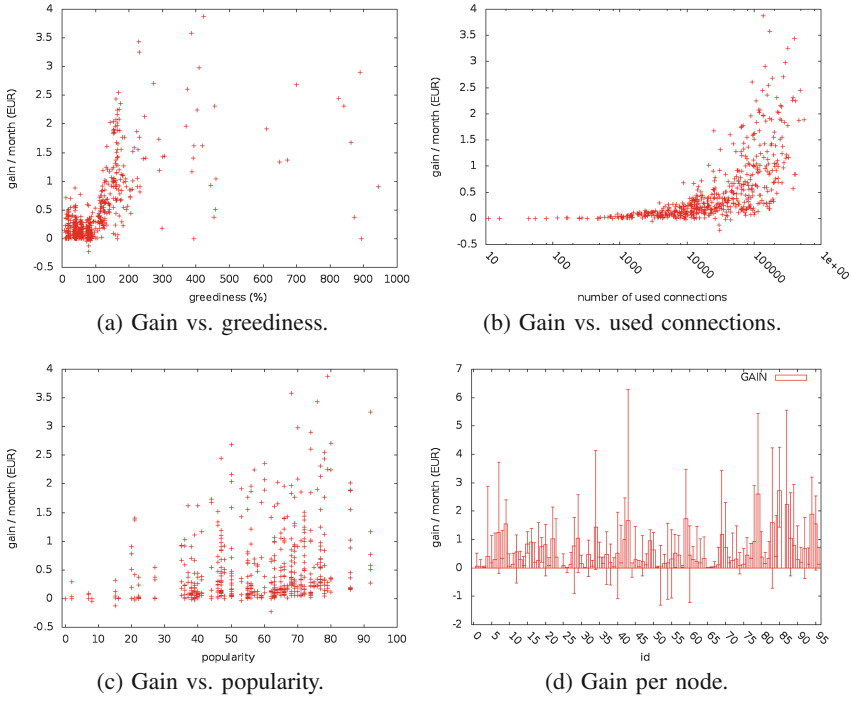 4
3.5
3
2.5
2
1.5
1
0.5
0
-0.5
gain / month (EUR)
0 100 200 300 400 500 600 700 800 900 1000
greediness (%)
(a) Gain vs. greediness.
4
3.5
3
2.5
2
1.5
1
0.5
0
-0.5
gain / month (EUR)
10 100 1000 10000 100000 1e+00
number of used connections
(b) Gain vs. used connections.
4
3.5
3
2.5
2
1.5
1
0.5
0
-0.5
gain / month (EUR)
0 10 20 30 40 50 60 70 80 90 100
popularity
(c) Gain vs. popularity.
7
6
5
4
3
2
1
0
-1
-2
gain / month (EUR)
GAIN
0 5 10 15 20 25 30 35 40 45 50 55 60 65 70 75 80 85 90 95
id
(d) Gain per node.